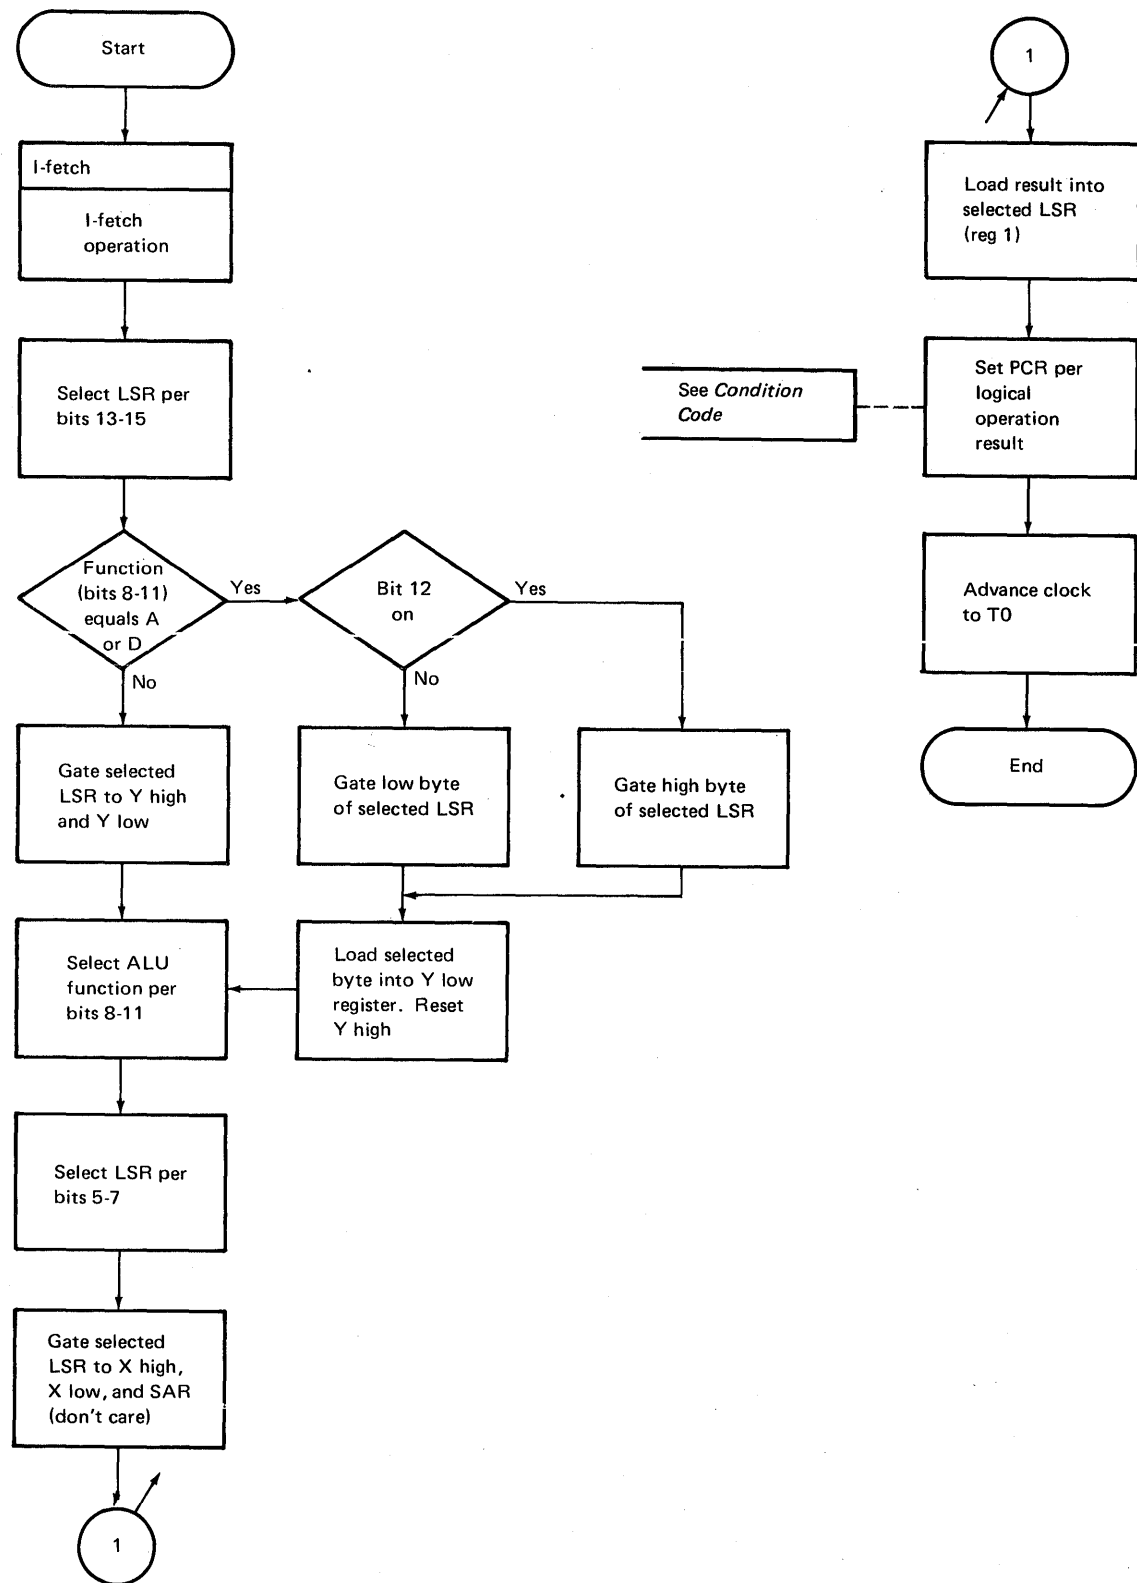 Start
I-fetch
I-fetch
operation
Select LSR per
bits 13-15
Function
(bits 8-11)
equals A
or D
Yes
No
Bit 12
on
Yes
No
Gate selected
LSR to Y high
and Y low
Gate low byte
of selected LSR
Gate high byte
of selected LSR
Load selected
byte into Y low
register. Reset
Y high
Select ALU
function per
bits 8-11
Select LSR per
bits 5-7
Gate selected
LSR to X high,
X low, and SAR
(don't care)
1
1
Load result into
selected LSR
(reg 1)
See Condition
Code
Set PCR per
logical
operation
result
Advance clock
to T0
End